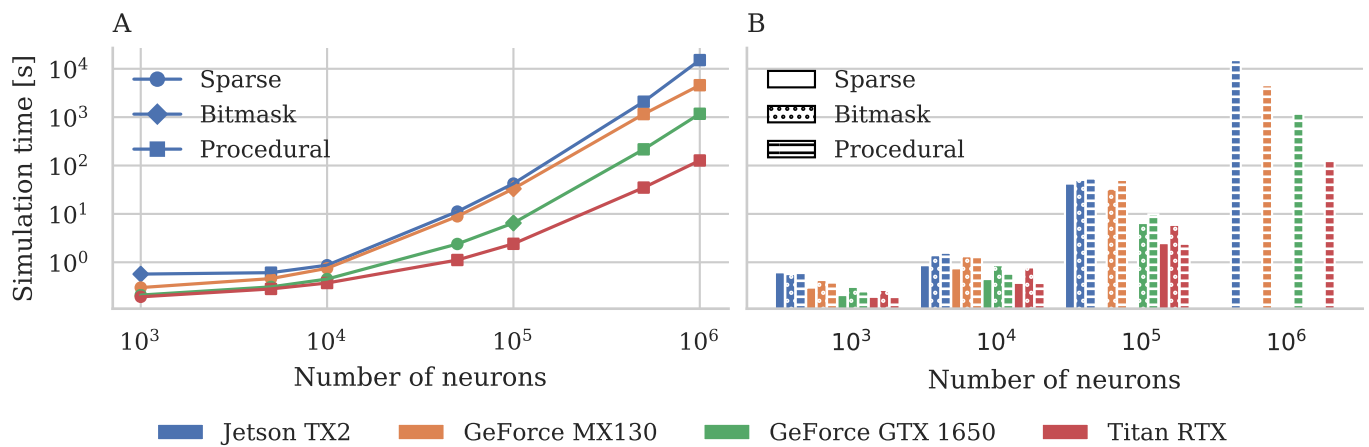 A
Simulation time [s]
10⁴
10³
10²
10¹
10⁰
Sparse
Bitmask
Procedural
10³ 10⁴ 10⁵ 10⁶
Number of neurons
B
Sparse
Bitmask
Procedural
10³ 10⁴ 10⁵ 10⁶
Number of neurons
Jetson TX2 GeForce MX130 GeForce GTX 1650 Titan RTX